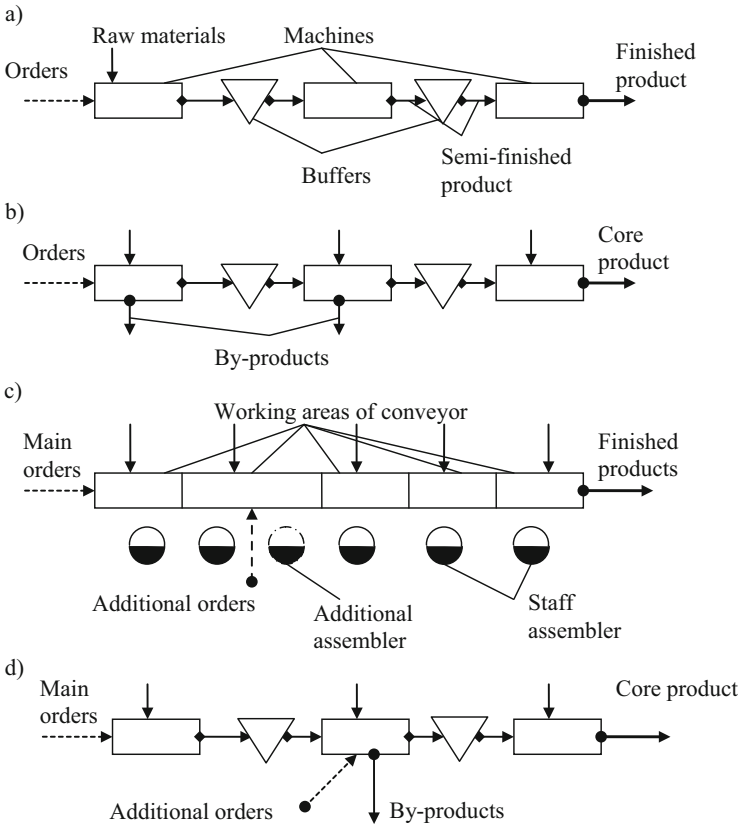 a)
Raw materials
Machines
Finished
product
Orders
Semi-finished
product
Buffers
b)
Orders
Core
product
By-products
c)
Working areas of conveyor
Main
orders
Finished
products
Additional orders
Additional
assembler
Staff
assembler
d)
Main
orders
Core product
Additional orders
By-products